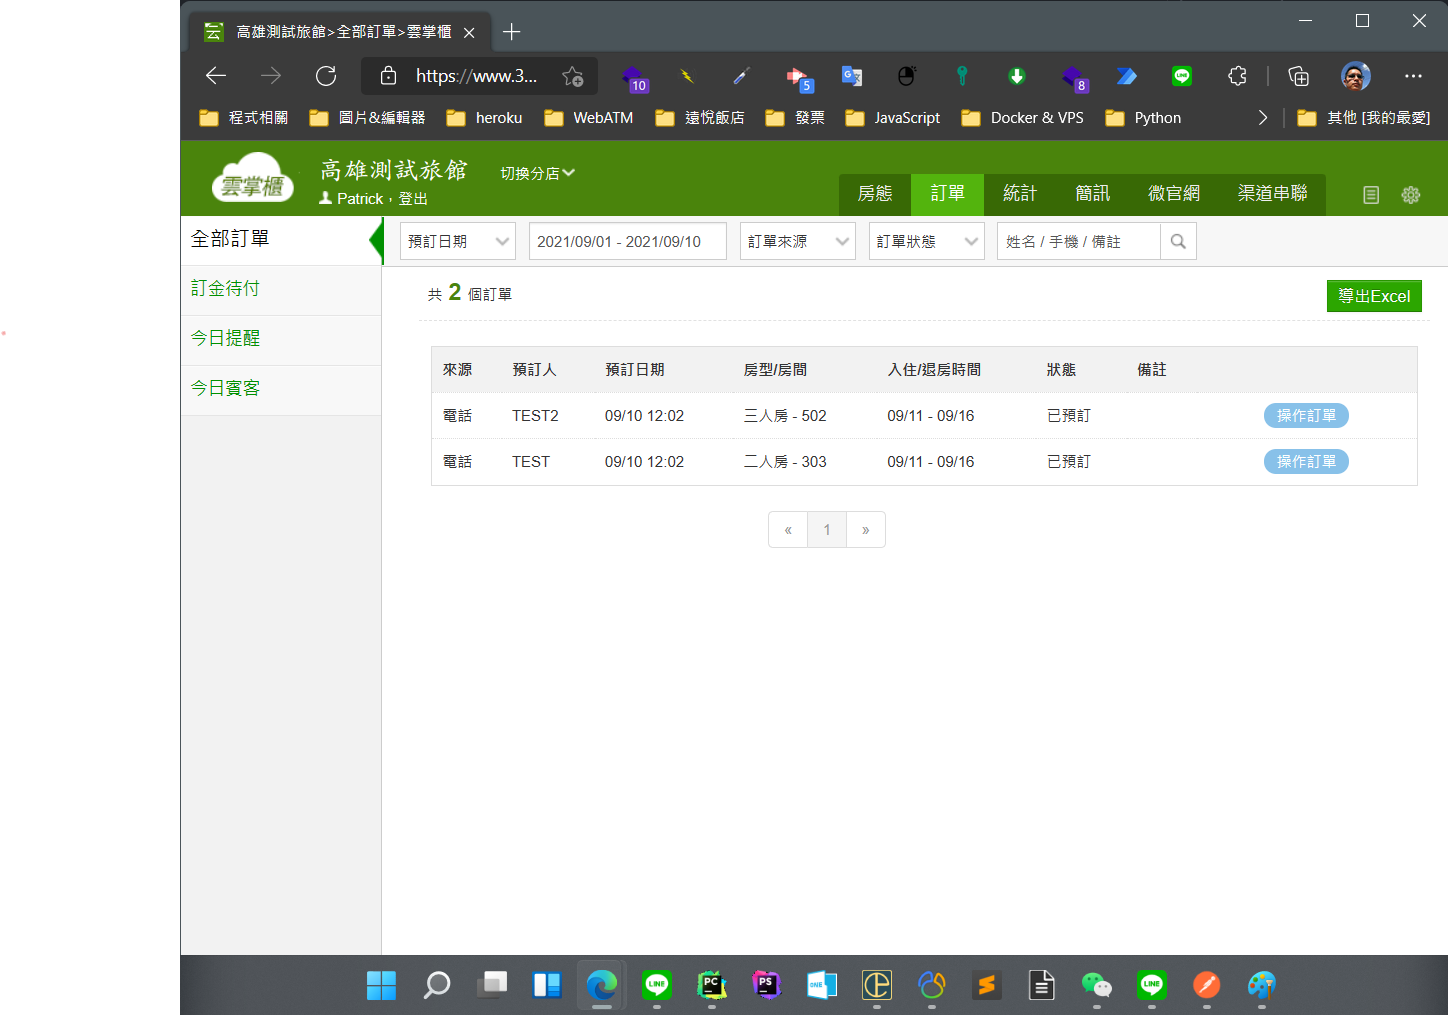 高雄測試旅館>全部訂單>雲掌櫃
https://www.3...
10
5
8
程式相關
圖片&編輯器
heroku
WebATM
遠悅飯店
發票
JavaScript
Docker & VPS
Python
其他 [我的最愛]
雲掌櫃
高雄測試旅館
切換分店
Patrick，登出
房態
訂單
統計
簡訊
微官網
渠道串聯
全部訂單
訂金待付
今日提醒
今日賓客
預訂日期
2021/09/01 - 2021/09/10
訂單來源
訂單狀態
姓名 / 手機 / 備註
共 2 個訂單
導出Excel
來源 預訂人 預訂日期 房型/房間 入住/退房時間 狀態 備註
電話 TEST2 09/10 12:02 三人房 - 502 09/11 - 09/16 已預訂 操作訂單
電話 TEST 09/10 12:02 二人房 - 303 09/11 - 09/16 已預訂 操作訂單
« 1 »
LINE
PC
PS
ONE
LINE